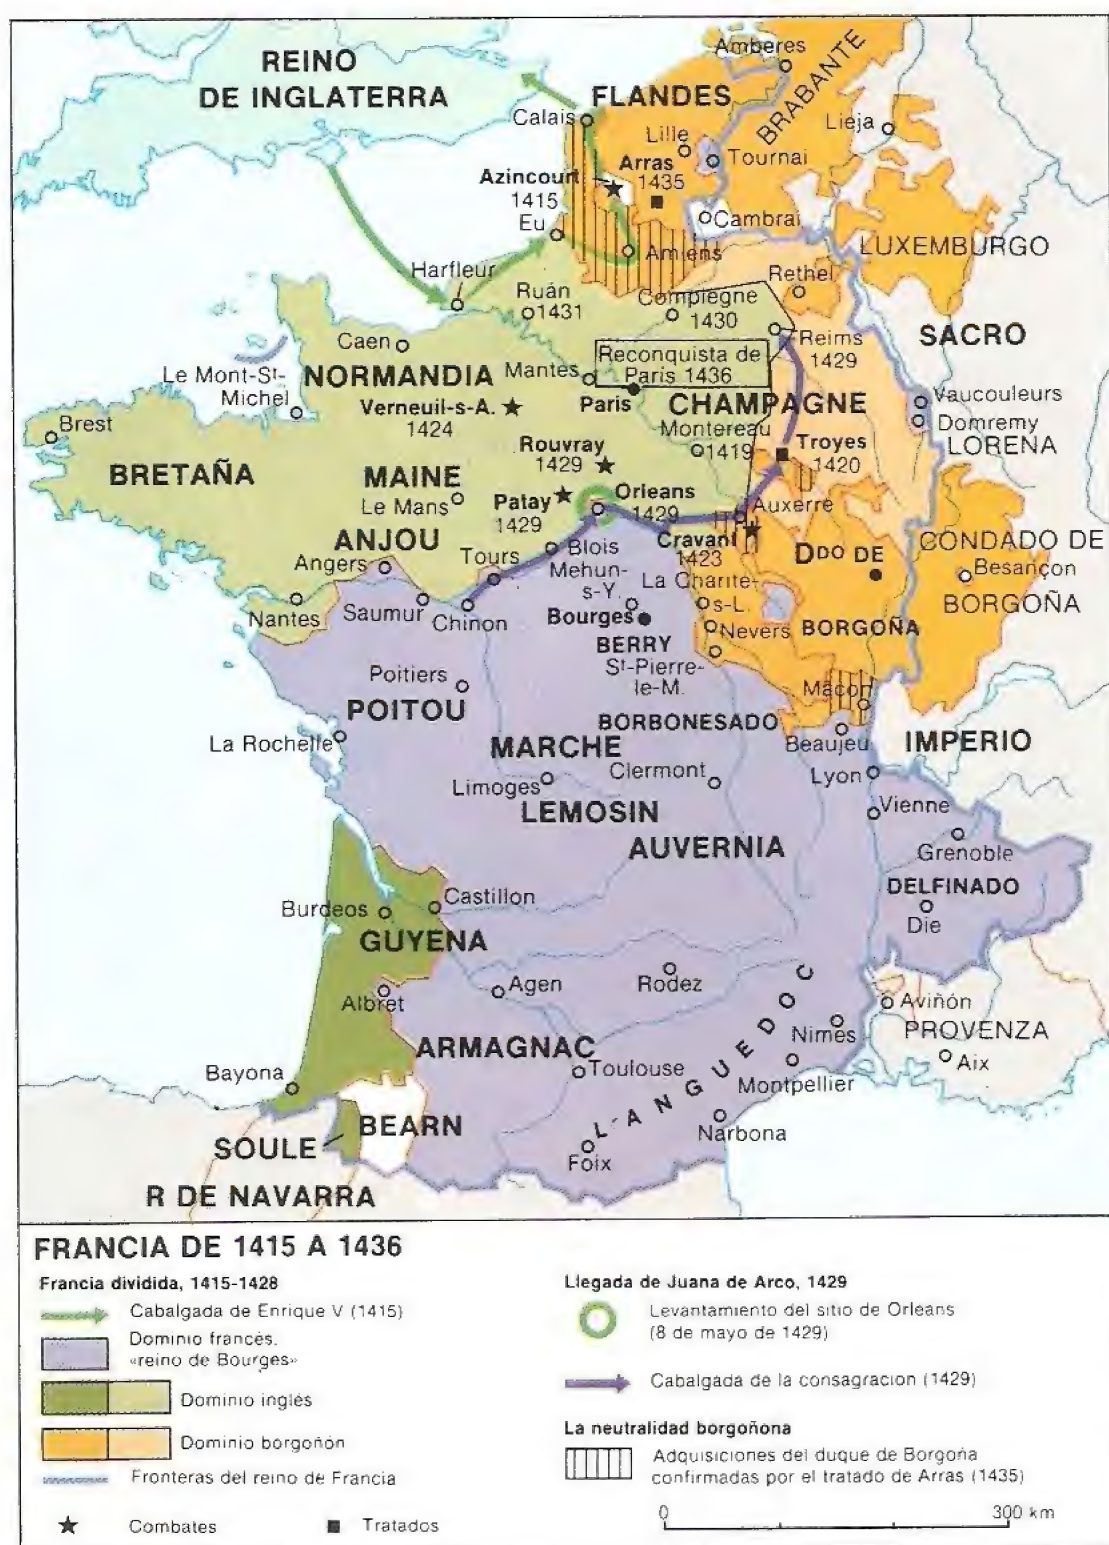 REINO
DE INGLATERRA
Amberes
BRABANTE
FLANDES
Calais
Lille
Lieja
Tournai
Azincourt
1415
Arras
1435
Eu
Cambrai
Amiens
LUXEMBURGO
Harfleur
Rethel
Ruán
1431
Compiegne
1430
SACRO
Caen
Reims
1429
Reconquista de
París 1436
Mantes
París
Le Mont-St-
Michel
NORMANDIA
Verneuil-s-A.
1424
CHAMPAGNE
Vaucouleurs
Domremy
LORENA
Brest
Montereau
1419
Troyes
1420
Rouvray
1429
BRETAÑA
MAINE
Le Mans
Patay
1429
Orleans
1429
Auxerre
Cravant
1423
ANJOU
Angers
Tours
Blois
Mehun-
s-Y.
La Charite-
s-L.
DDO DE
BORGOÑA
CONDADO DE
Besançon
BORGOÑA
Nantes
Saumur
Chinon
Bourges
BERRY
Nevers
St-Pierre-
le-M.
Poitiers
POITOU
Mâcon
BORBONESADO
Beaujeu
IMPERIO
La Rochelle
MARCHE
Limoges
Clermont
Lyon
LEMOSIN
Vienne
AUVERNIA
Grenoble
DELFINADO
Die
Castillon
Burdeos
GUYENA
Albret
Agen
Rodez
Aviñón
PROVENZA
Aix
ARMAGNAC
Nimes
LANGUEDOC
Toulouse
Montpellier
Bayona
Narbona
BEARN
SOULE
Foix
R DE NAVARRA
FRANCIA DE 1415 A 1436
Francia dividida, 1415-1428
Cabalgada de Enrique V (1415)
Dominio francés.
«reino de Bourges»
Dominio inglés
Dominio borgoñón
Fronteras del reino de Francia
Combates
Tratados
Llegada de Juana de Arco, 1429
Levantamiento del sitio de Orleans
(8 de mayo de 1429)
Cabalgada de la consagracion (1429)
La neutralidad borgoñona
Adquisiciones del duque de Borgoña
confirmadas por el tratado de Arras (1435)
0
300 km